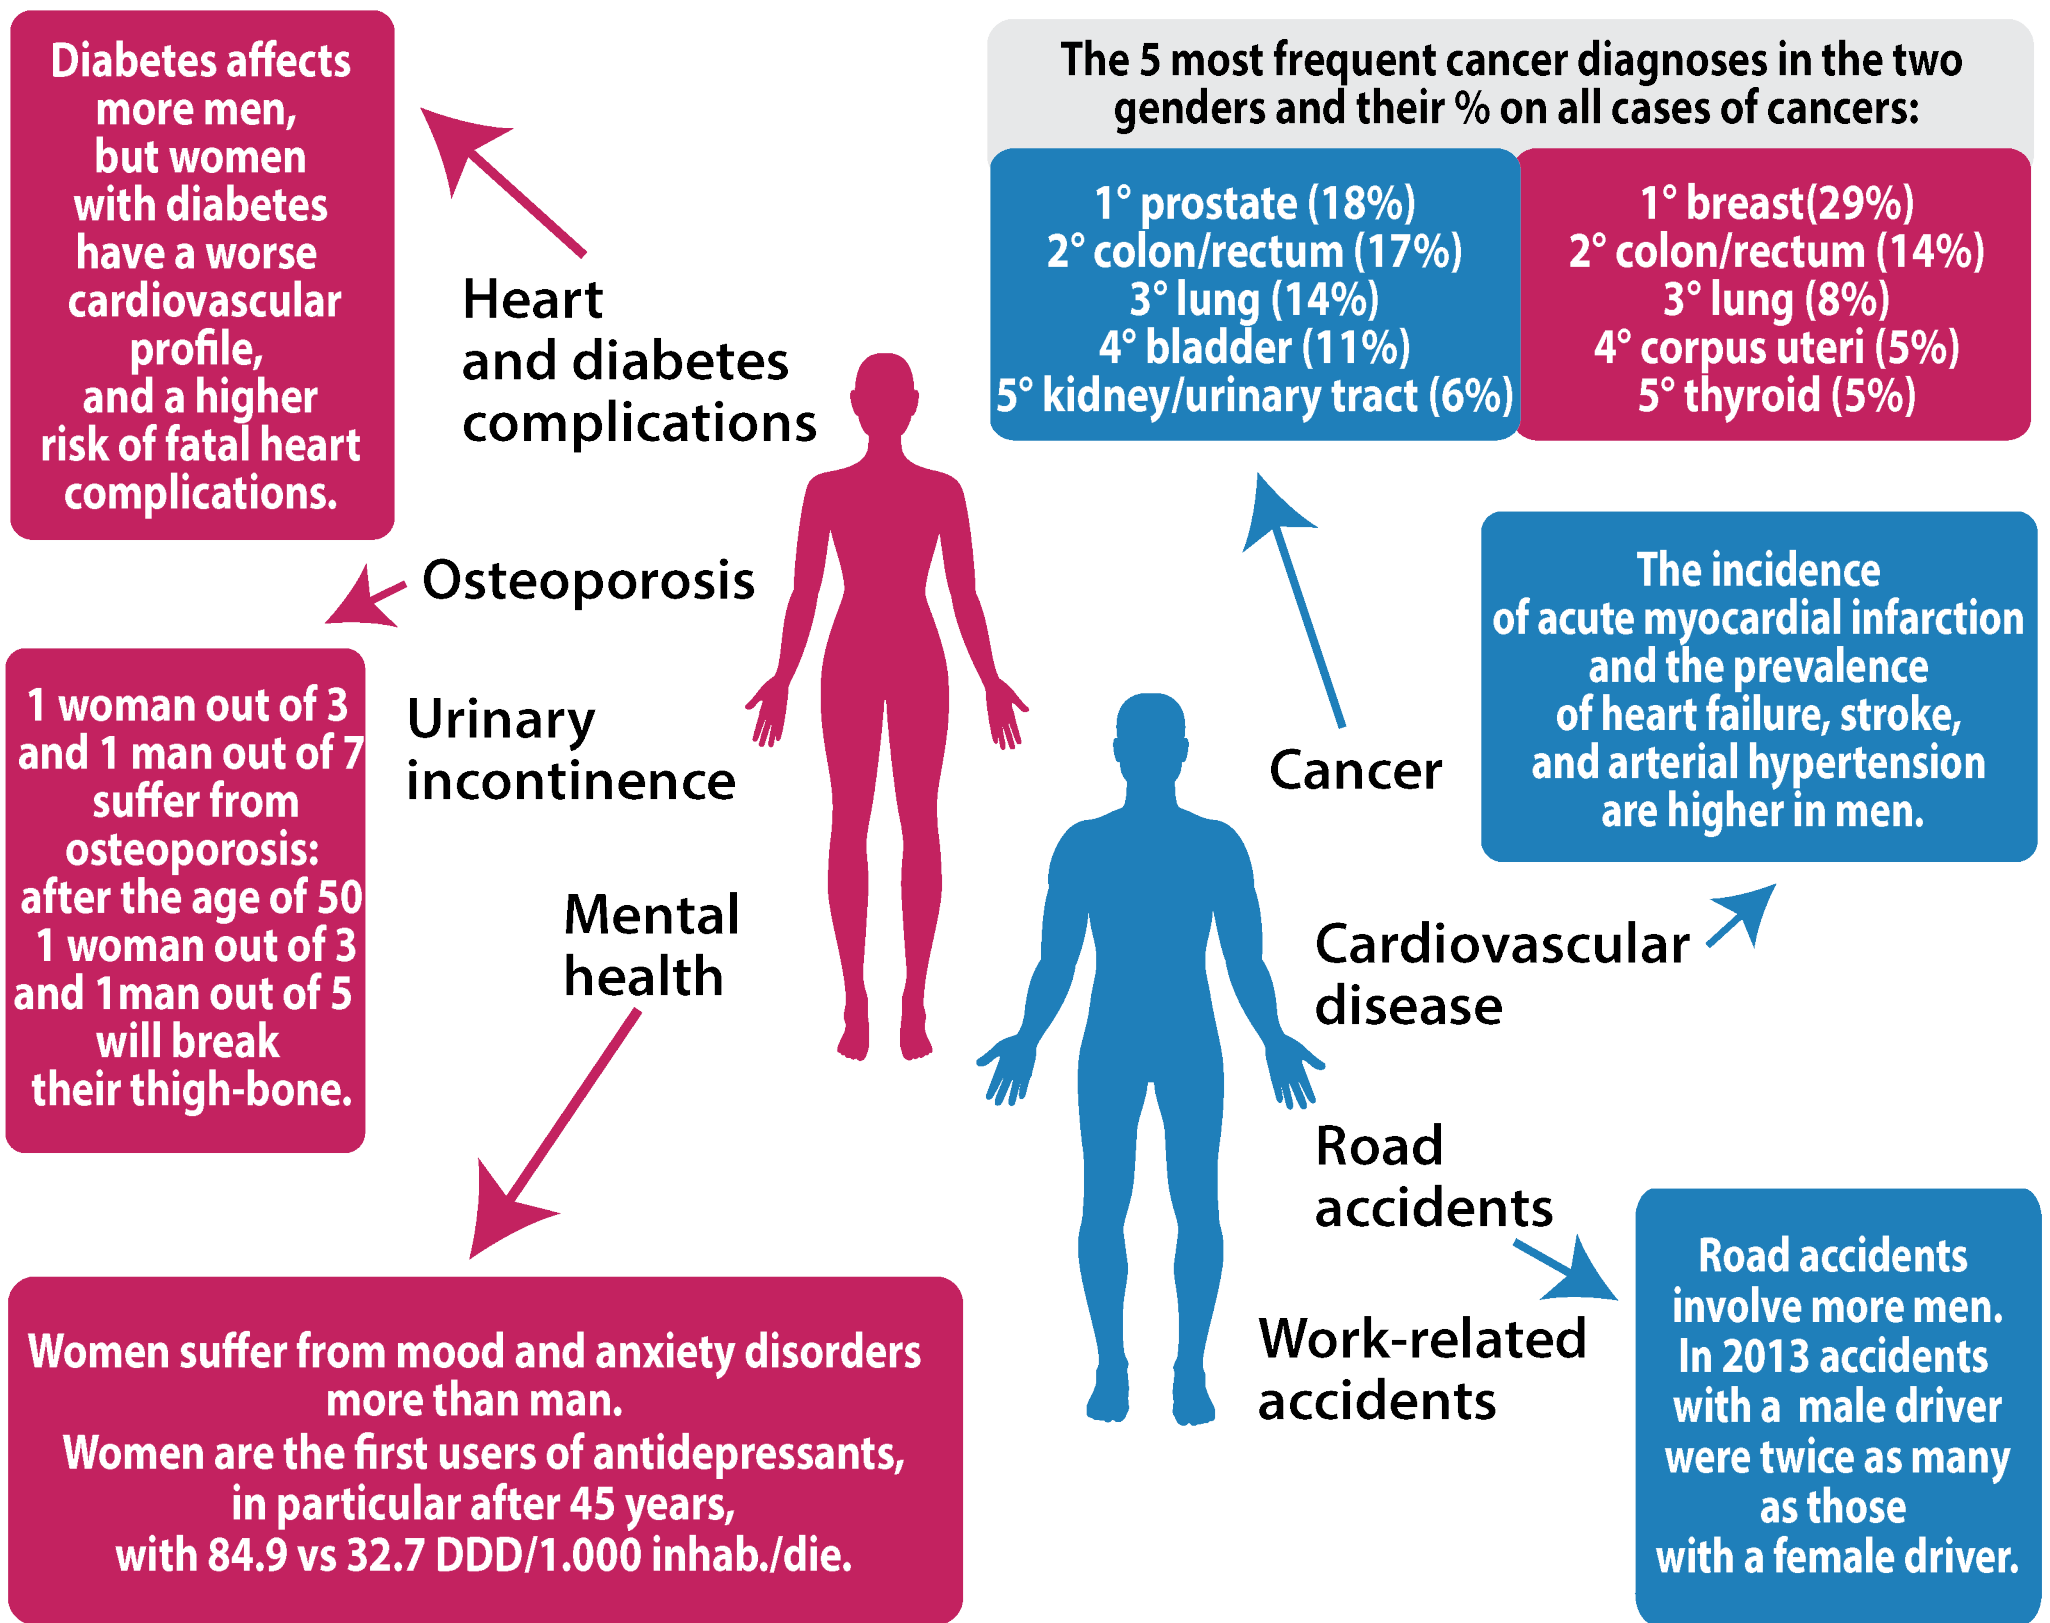 Diabetes affects
more men,
but women
with diabetes
have a worse
cardiovascular
profile,
and a higher
risk of fatal heart
complications.
Heart
and diabetes
complications
Osteoporosis
1 woman out of 3
and 1 man out of 7
suffer from
osteoporosis:
after the age of 50
1 woman out of 3
and 1man out of 5
will break
their thigh-bone.
Urinary
incontinence
Mental
health
Women suffer from mood and anxiety disorders
more than man.
Women are the first users of antidepressants,
in particular after 45 years,
with 84.9 vs 32.7 DDD/1.000 inhab./die.
The 5 most frequent cancer diagnoses in the two
genders and their % on all cases of cancers:
1° prostate (18%)
2° colon/rectum (17%)
3° lung (14%)
4° bladder (11%)
5° kidney/urinary tract (6%)
1° breast(29%)
2° colon/rectum (14%)
3° lung (8%)
4° corpus uteri (5%)
5° thyroid (5%)
Cancer
The incidence
of acute myocardial infarction
and the prevalence
of heart failure, stroke,
and arterial hypertension
are higher in men.
Cardiovascular
disease
Road
accidents
Road accidents
involve more men.
In 2013 accidents
with a male driver
were twice as many
as those
with a female driver.
Work-related
accidents